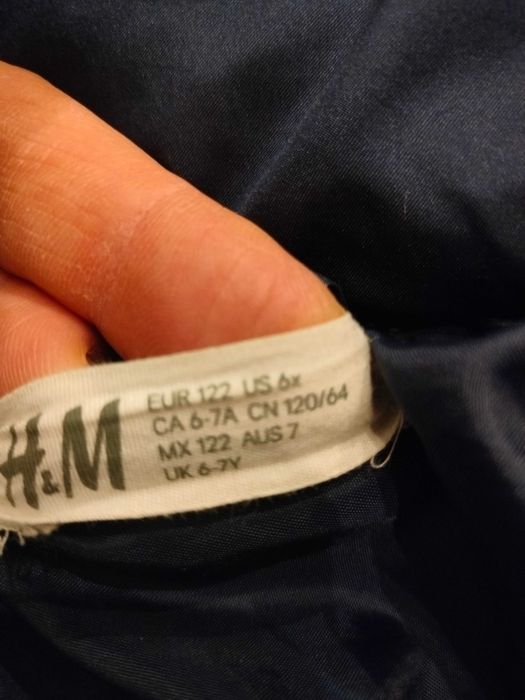 H&M
EUR 122 US 6x
CA 6-7A CN 120/64
MX 122 AUS 7
UK 6-7Y